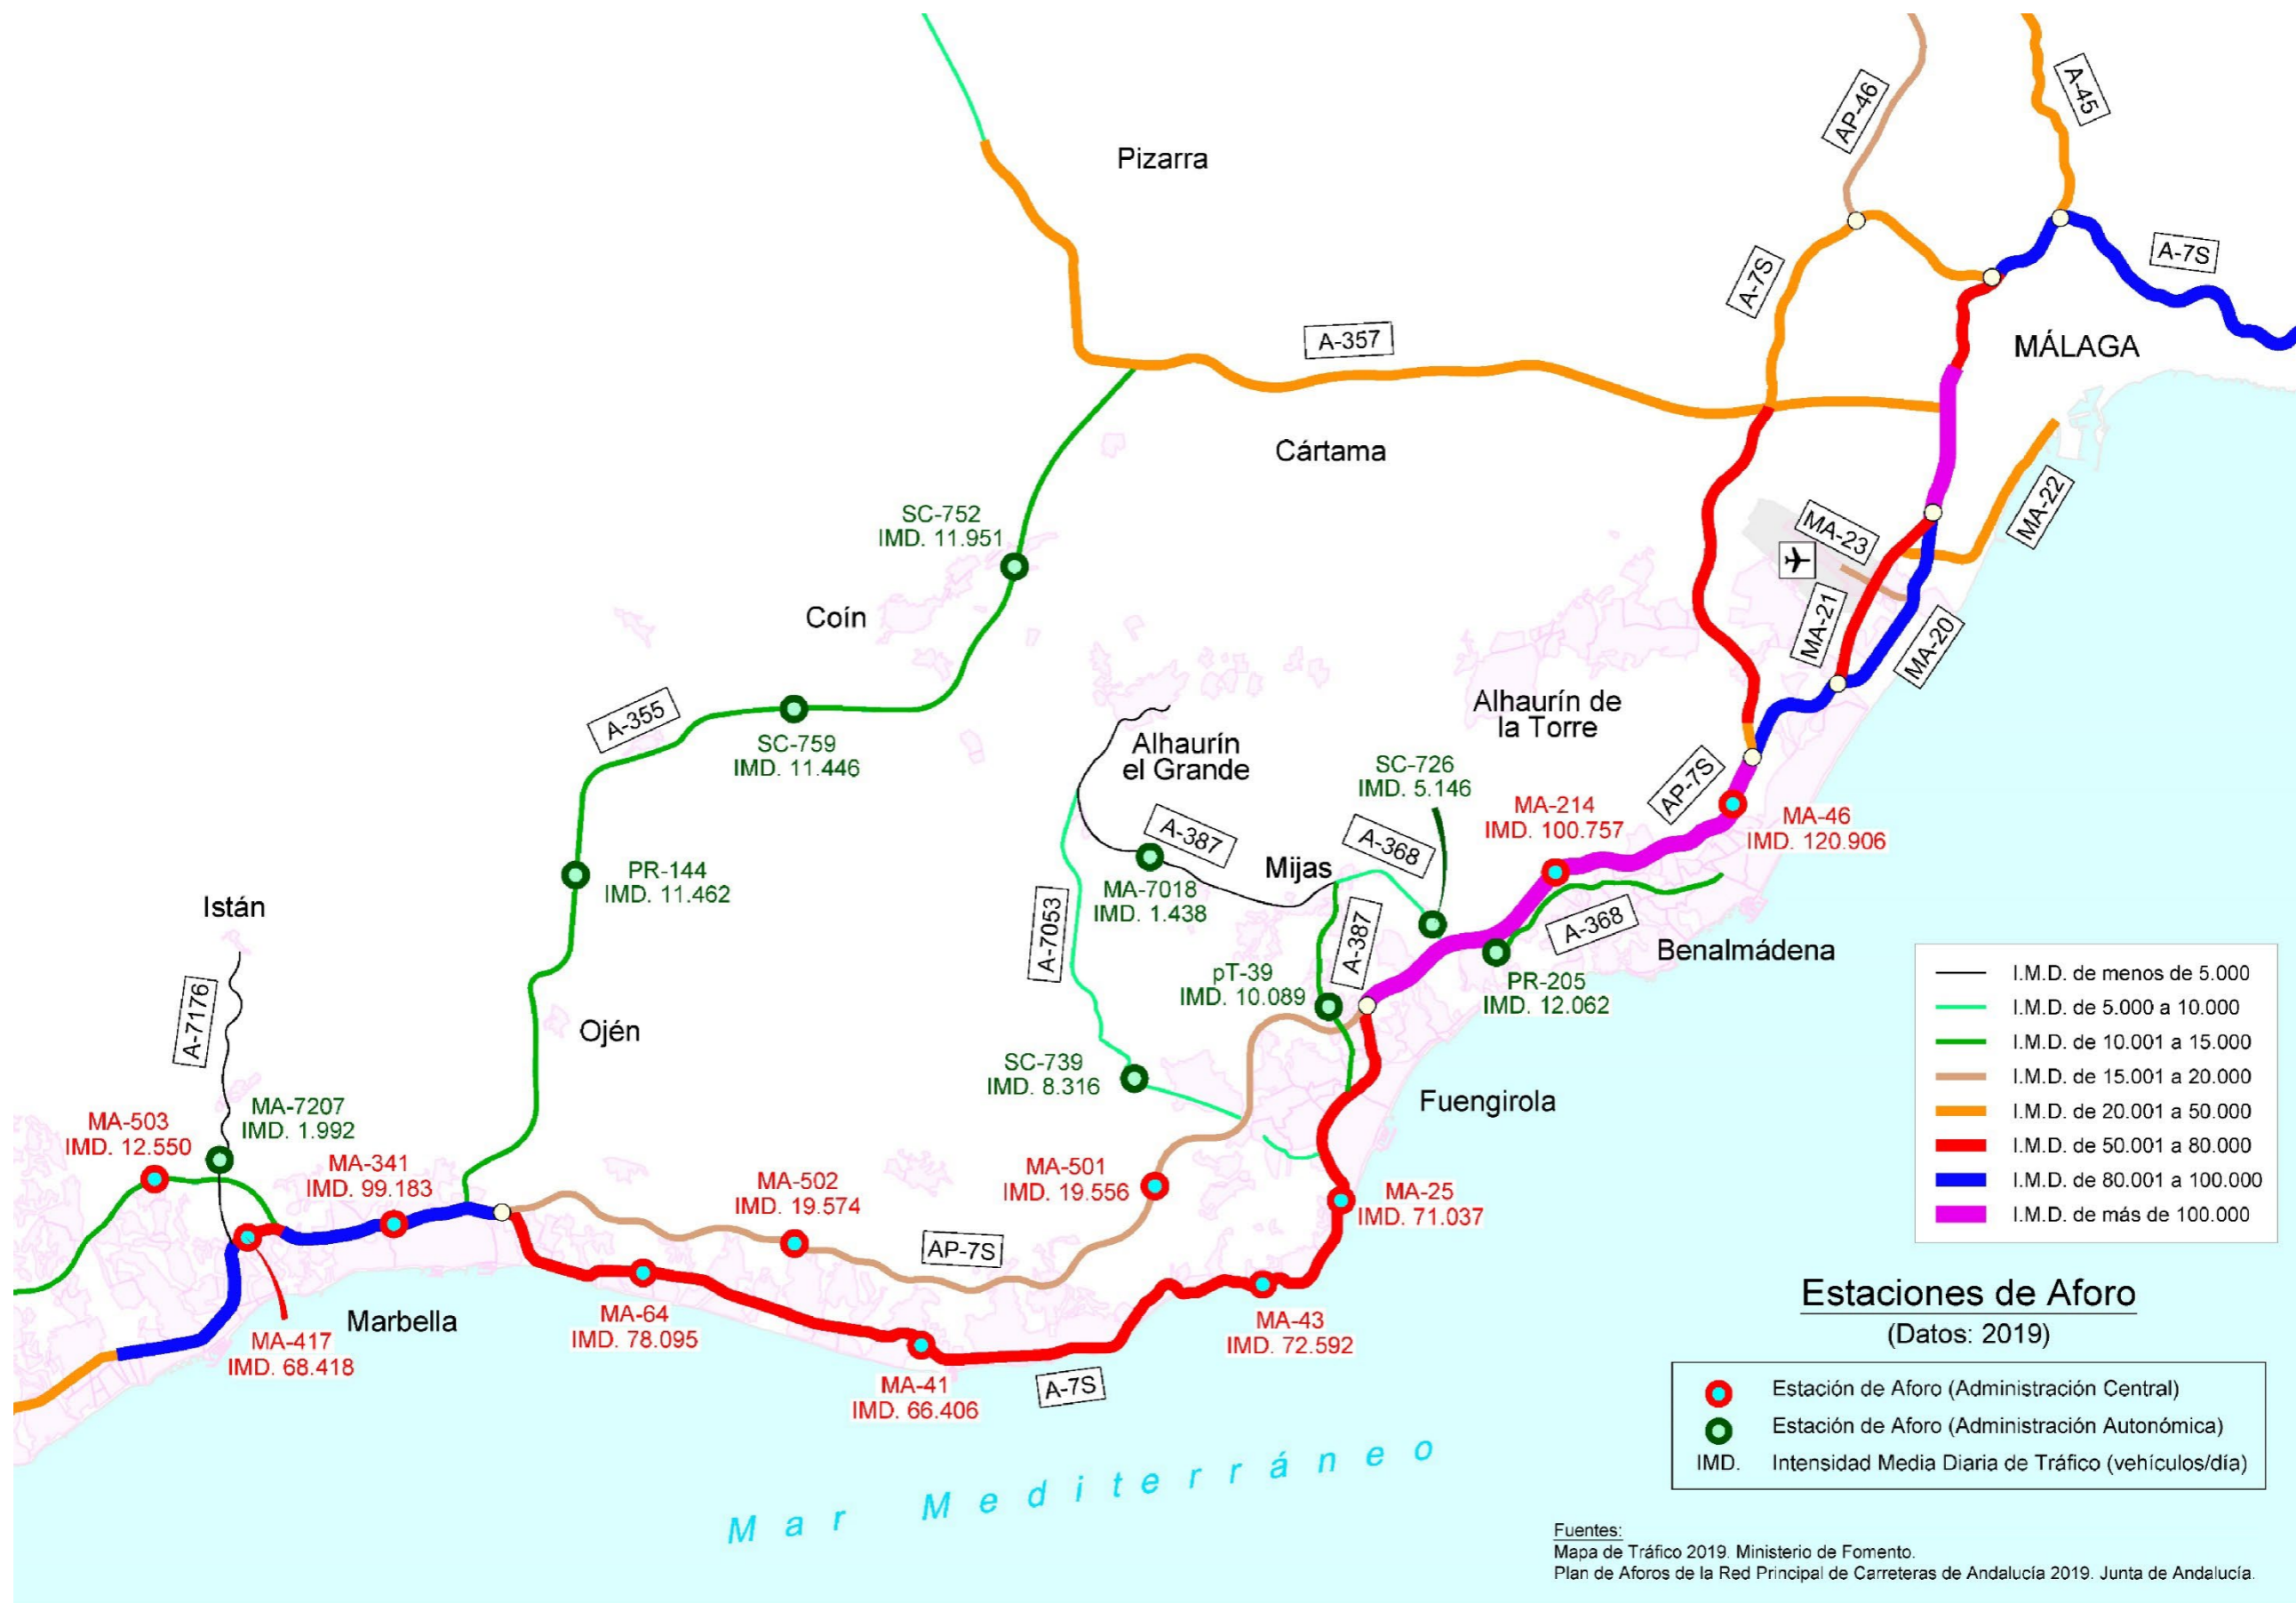 AP-46
A-45
Pizarra
A-7S
A-7S
A-357
MÁLAGA
Cártama
MA-22
SC-752
IMD. 11.951
MA-23
Coín
MA-21
MA-20
A-355
Alhaurín de
la Torre
SC-759
IMD. 11.446
Alhaurín
el Grande
SC-726
IMD. 5.146
AP-7S
MA-214
IMD. 100.757
MA-46
IMD. 120.906
A-387
A-368
Mijas
PR-144
IMD. 11.462
MA-7018
IMD. 1.438
Istán
A-7053
A-387
A-368
Benalmádena
pT-39
IMD. 10.089
PR-205
IMD. 12.062
A-7176
Ojén
SC-739
IMD. 8.316
Fuengirola
MA-503
IMD. 12.550
MA-7207
IMD. 1.992
MA-341
IMD. 99.183
MA-502
IMD. 19.574
MA-501
IMD. 19.556
MA-25
IMD. 71.037
AP-7S
Marbella
MA-417
IMD. 68.418
MA-64
IMD. 78.095
MA-43
IMD. 72.592
MA-41
IMD. 66.406
A-7S
Mar Mediterráneo
I.M.D. de menos de 5.000
I.M.D. de 5.000 a 10.000
I.M.D. de 10.001 a 15.000
I.M.D. de 15.001 a 20.000
I.M.D. de 20.001 a 50.000
I.M.D. de 50.001 a 80.000
I.M.D. de 80.001 a 100.000
I.M.D. de más de 100.000
Estaciones de Aforo
(Datos: 2019)
Estación de Aforo (Administración Central)
Estación de Aforo (Administración Autonómica)
IMD. Intensidad Media Diaria de Tráfico (vehículos/día)
Fuentes:
Mapa de Tráfico 2019. Ministerio de Fomento.
Plan de Aforos de la Red Principal de Carreteras de Andalucía 2019. Junta de Andalucía.